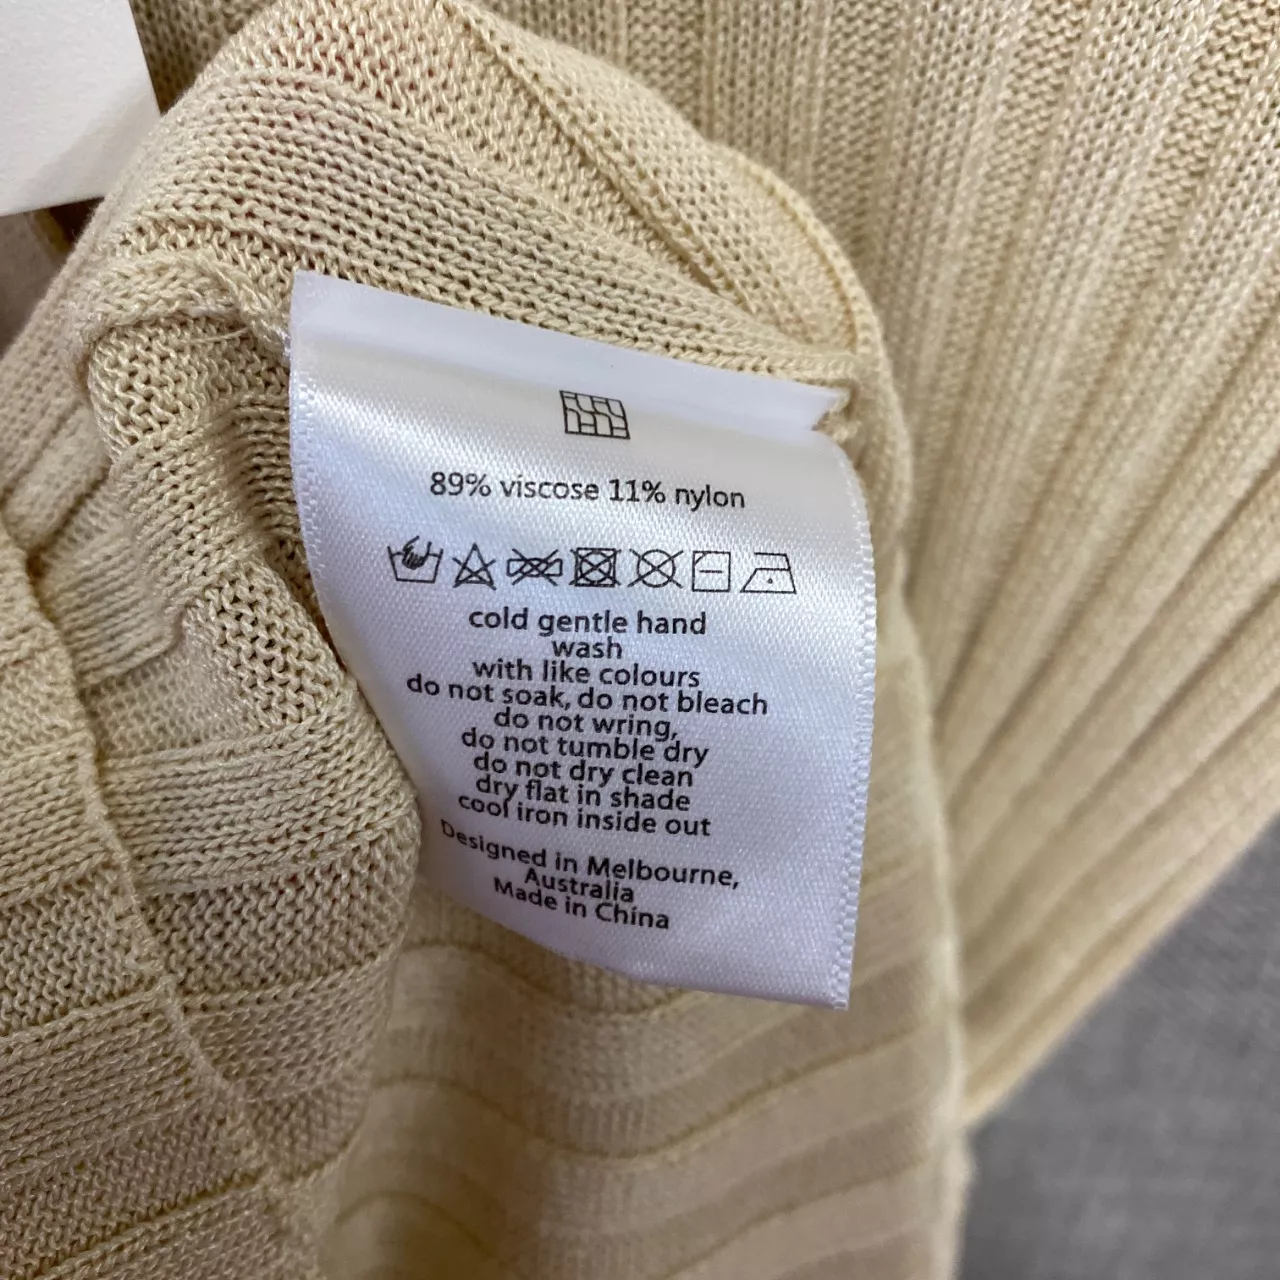 89% viscose 11% nylon
cold gentle hand
wash
with like colours
do not soak, do not bleach
do not wring,
do not tumble dry
do not dry clean
dry flat in shade
cool iron inside out
Designed in Melbourne,
Australia
Made in China